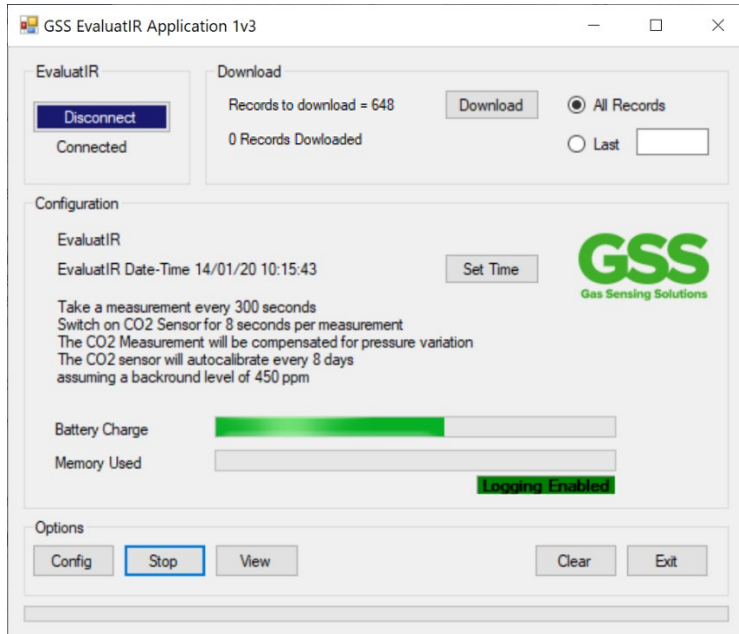 GSS EvaluatIR Application 1v3
EvaluatIR
Disconnect
Connected
Download
Records to download = 648
Download
All Records
0 Records Dowloaded
Last
Configuration
EvaluatIR
EvaluatIR Date-Time 14/01/20 10:15:43
Set Time
GSS
Gas Sensing Solutions
Take a measurement every 300 seconds
Switch on CO2 Sensor for 8 seconds per measurement
The CO2 Measurement will be compensated for pressure variation
The CO2 sensor will autocalibrate every 8 days
assuming a backround level of 450 ppm
Battery Charge
Memory Used
Logging Enabled
Options
Config
Stop
View
Clear
Exit